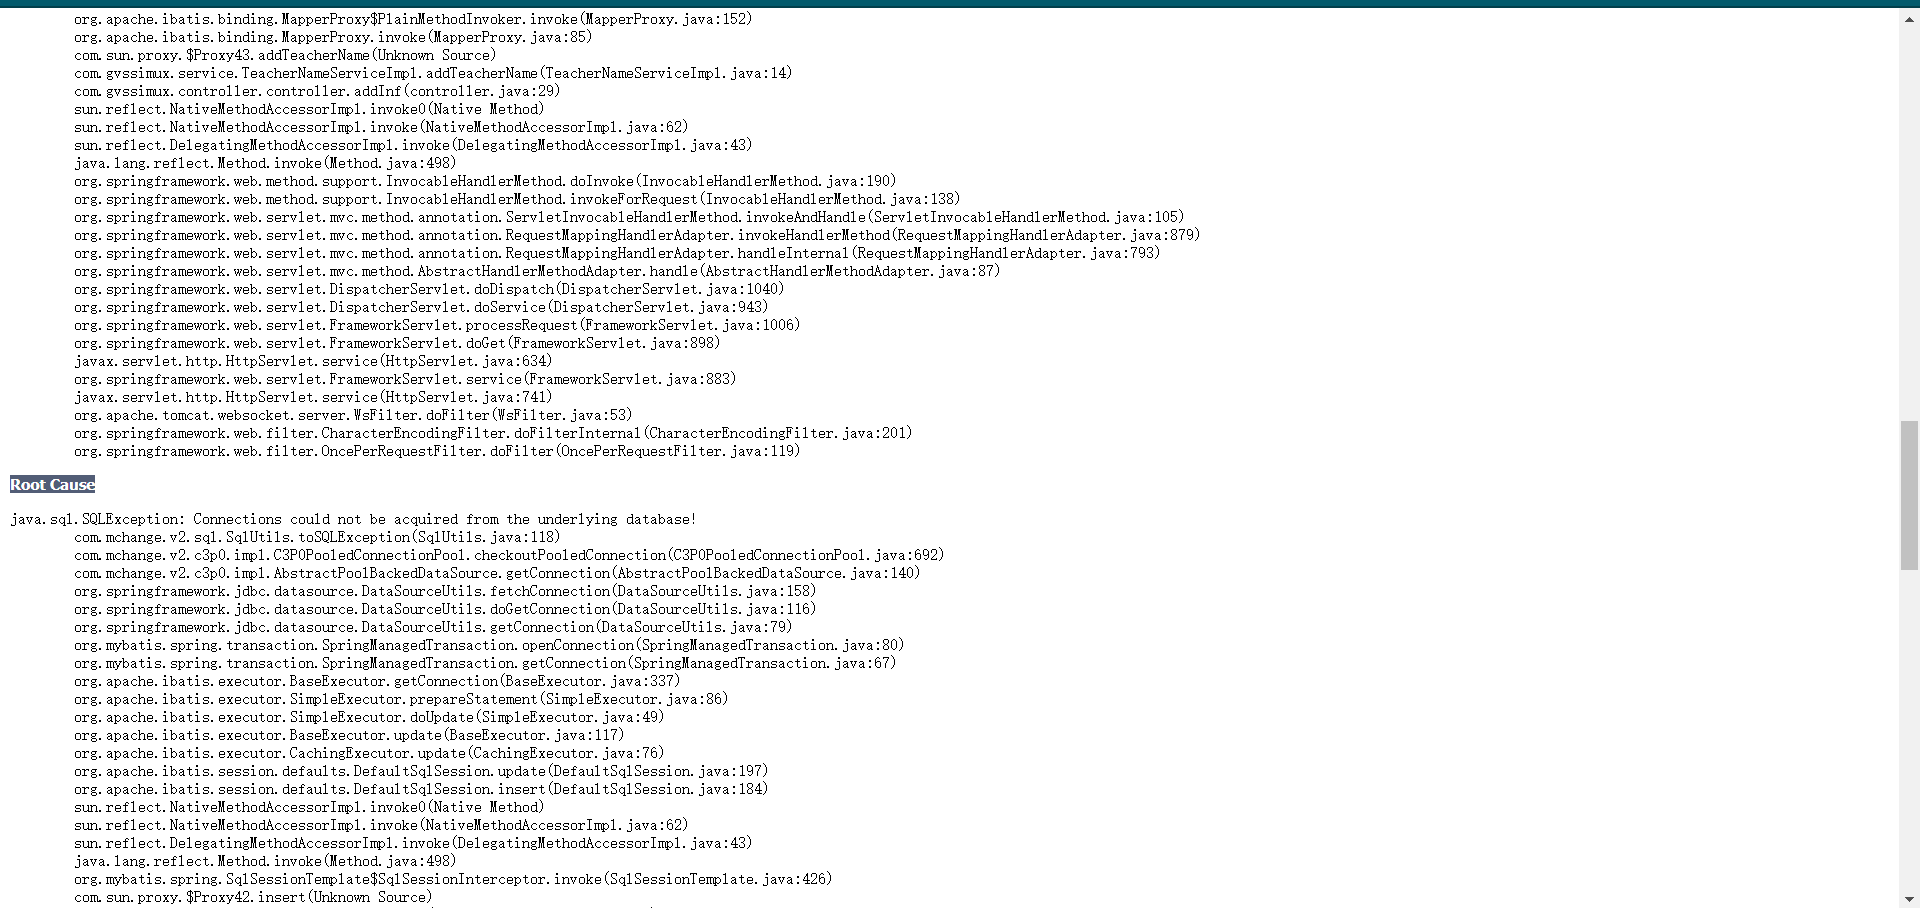 org.apache.ibatis.binding.MapperProxy$PlainMethodInvoker.invoke(MapperProxy.java:152)
org.apache.ibatis.binding.MapperProxy.invoke(MapperProxy.java:85)
com.sun.proxy.$Proxy43.addTeacherName(Unknown Source)
com.gvssimux.service.TeacherNameServiceImpl.addTeacherName(TeacherNameServiceImpl.java:14)
com.gvssimux.controller.controller.addInf(controller.java:29)
sun.reflect.NativeMethodAccessorImpl.invoke0(Native Method)
sun.reflect.NativeMethodAccessorImpl.invoke(NativeMethodAccessorImpl.java:62)
sun.reflect.DelegatingMethodAccessorImpl.invoke(DelegatingMethodAccessorImpl.java:43)
java.lang.reflect.Method.invoke(Method.java:498)
org.springframework.web.method.support.InvocableHandlerMethod.doInvoke(InvocableHandlerMethod.java:190)
org.springframework.web.method.support.InvocableHandlerMethod.invokeForRequest(InvocableHandlerMethod.java:138)
org.springframework.web.servlet.mvc.method.annotation.ServletInvocableHandlerMethod.invokeAndHandle(ServletInvocableHandlerMethod.java:105)
org.springframework.web.servlet.mvc.method.annotation.RequestMappingHandlerAdapter.invokeHandlerMethod(RequestMappingHandlerAdapter.java:879)
org.springframework.web.servlet.mvc.method.annotation.RequestMappingHandlerAdapter.handleInternal(RequestMappingHandlerAdapter.java:793)
org.springframework.web.servlet.mvc.method.AbstractHandlerMethodAdapter.handle(AbstractHandlerMethodAdapter.java:87)
org.springframework.web.servlet.DispatcherServlet.doDispatch(DispatcherServlet.java:1040)
org.springframework.web.servlet.DispatcherServlet.doService(DispatcherServlet.java:943)
org.springframework.web.servlet.FrameworkServlet.processRequest(FrameworkServlet.java:1006)
org.springframework.web.servlet.FrameworkServlet.doGet(FrameworkServlet.java:898)
javax.servlet.http.HttpServlet.service(HttpServlet.java:634)
org.springframework.web.servlet.FrameworkServlet.service(FrameworkServlet.java:883)
javax.servlet.http.HttpServlet.service(HttpServlet.java:741)
org.apache.tomcat.websocket.server.WsFilter.doFilter(WsFilter.java:53)
org.springframework.web.filter.CharacterEncodingFilter.doFilterInternal(CharacterEncodingFilter.java:201)
org.springframework.web.filter.OncePerRequestFilter.doFilter(OncePerRequestFilter.java:119)
Root Cause
java.sql.SQLException: Connections could not be acquired from the underlying database!
com.mchange.v2.sql.SqlUtils.toSQLException(SqlUtils.java:118)
com.mchange.v2.c3p0.impl.C3P0PooledConnectionPool.checkoutPooledConnection(C3P0PooledConnectionPool.java:692)
com.mchange.v2.c3p0.impl.AbstractPoolBackedDataSource.getConnection(AbstractPoolBackedDataSource.java:140)
org.springframework.jdbc.datasource.DataSourceUtils.fetchConnection(DataSourceUtils.java:158)
org.springframework.jdbc.datasource.DataSourceUtils.doGetConnection(DataSourceUtils.java:116)
org.springframework.jdbc.datasource.DataSourceUtils.getConnection(DataSourceUtils.java:79)
org.mybatis.spring.transaction.SpringManagedTransaction.openConnection(SpringManagedTransaction.java:80)
org.mybatis.spring.transaction.SpringManagedTransaction.getConnection(SpringManagedTransaction.java:67)
org.apache.ibatis.executor.BaseExecutor.getConnection(BaseExecutor.java:337)
org.apache.ibatis.executor.SimpleExecutor.prepareStatement(SimpleExecutor.java:86)
org.apache.ibatis.executor.SimpleExecutor.doUpdate(SimpleExecutor.java:49)
org.apache.ibatis.executor.BaseExecutor.update(BaseExecutor.java:117)
org.apache.ibatis.executor.CachingExecutor.update(CachingExecutor.java:76)
org.apache.ibatis.session.defaults.DefaultSqlSession.update(DefaultSqlSession.java:197)
org.apache.ibatis.session.defaults.DefaultSqlSession.insert(DefaultSqlSession.java:184)
sun.reflect.NativeMethodAccessorImpl.invoke0(Native Method)
sun.reflect.NativeMethodAccessorImpl.invoke(NativeMethodAccessorImpl.java:62)
sun.reflect.DelegatingMethodAccessorImpl.invoke(DelegatingMethodAccessorImpl.java:43)
java.lang.reflect.Method.invoke(Method.java:498)
org.mybatis.spring.SqlSessionTemplate$SqlSessionInterceptor.invoke(SqlSessionTemplate.java:426)
com.sun.proxy.$Proxy42.insert(Unknown Source)